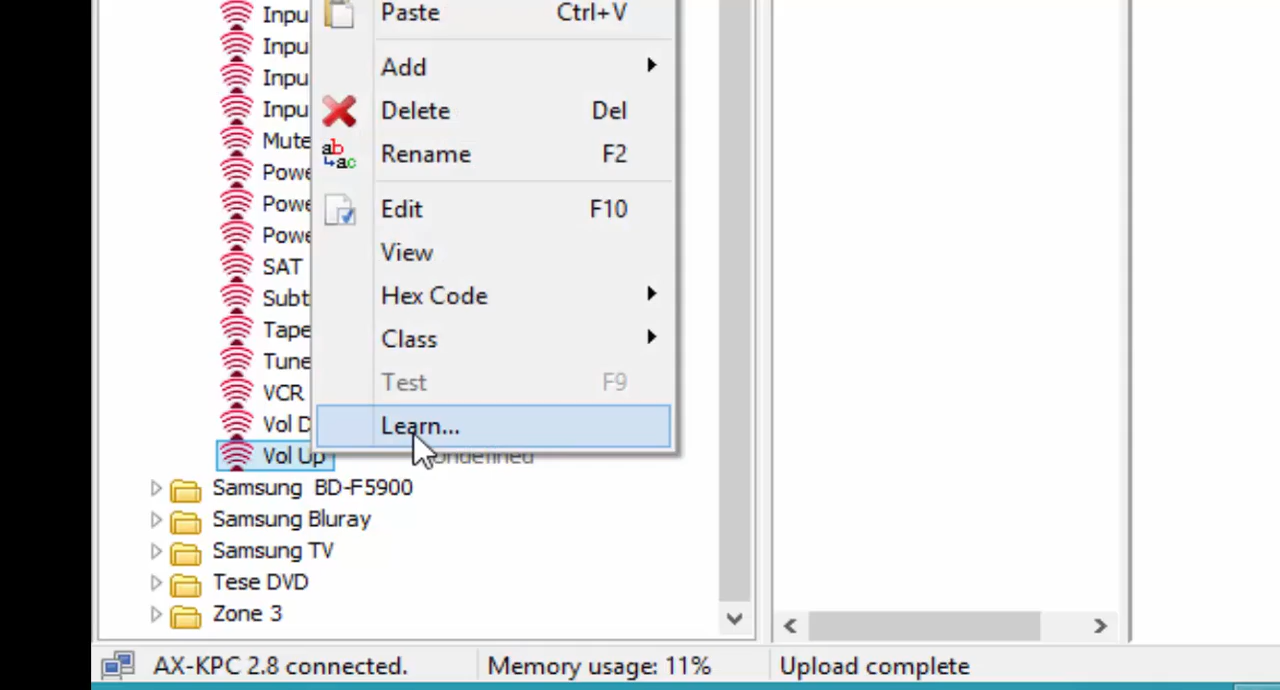 Inpu
Paste Ctrl+V
Inpu
Inpu
Add
Inpu
Delete Del
Mute
Rename F2
Powe
Powe
Edit F10
Powe
View
SAT
Subt
Hex Code
Tape
Class
Tune
Test F9
VCR
Vol D
Learn...
Vol Up Undefined
Samsung BD-F5900
Samsung Bluray
Samsung TV
Tese DVD
Zone 3
AX-KPC 2.8 connected. Memory usage: 11% Upload complete